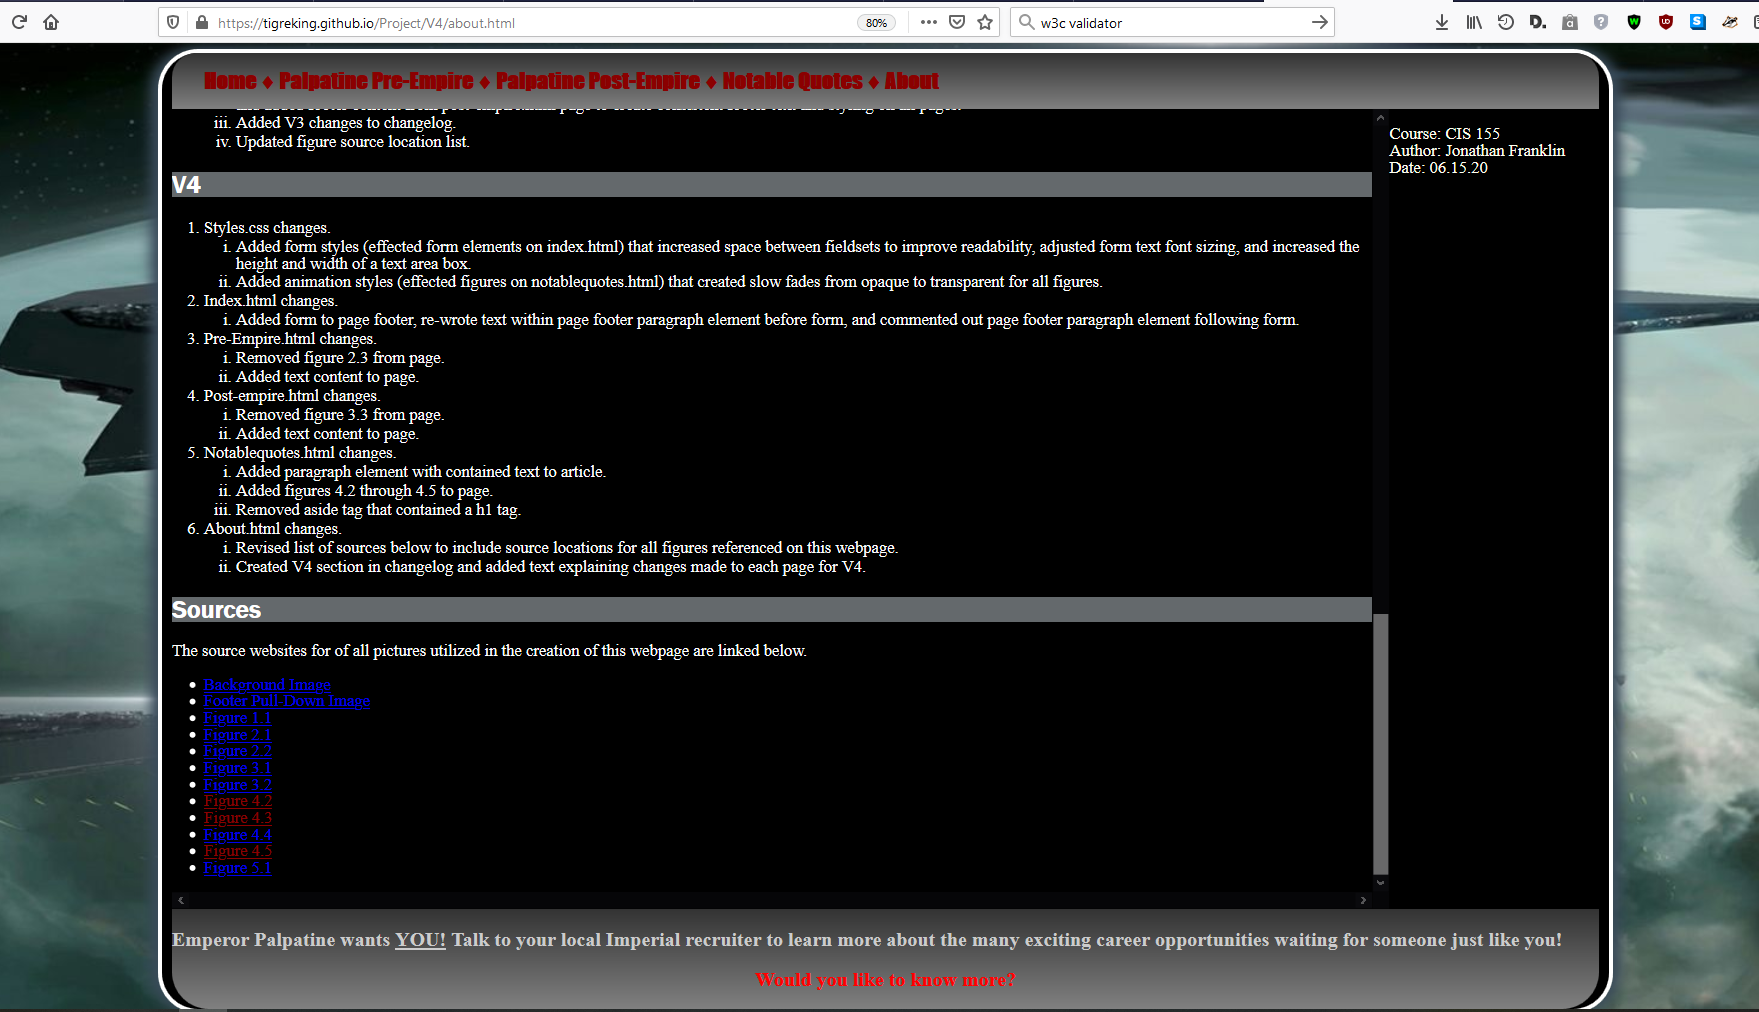 https://tigreking.github.io/Project/V4/about.html
80%
w3c validator
Home ♦ Palpatine Pre-Empire ♦ Palpatine Post-Empire ♦ Notable Quotes ♦ About
iii. Added V3 changes to changelog.
iv. Updated figure source location list.
Course: CIS 155
Author: Jonathan Franklin
Date: 06.15.20
V4
1. Styles.css changes.
i. Added form styles (effected form elements on index.html) that increased space between fieldsets to improve readability, adjusted form text font sizing, and increased the
height and width of a text area box.
ii. Added animation styles (effected figures on notablequotes.html) that created slow fades from opaque to transparent for all figures.
2. Index.html changes.
i. Added form to page footer, re-wrote text within page footer paragraph element before form, and commented out page footer paragraph element following form.
3. Pre-Empire.html changes.
i. Removed figure 2.3 from page.
ii. Added text content to page.
4. Post-empire.html changes.
i. Removed figure 3.3 from page.
ii. Added text content to page.
5. Notablequotes.html changes.
i. Added paragraph element with contained text to article.
ii. Added figures 4.2 through 4.5 to page.
iii. Removed aside tag that contained a h1 tag.
6. About.html changes.
i. Revised list of sources below to include source locations for all figures referenced on this webpage.
ii. Created V4 section in changelog and added text explaining changes made to each page for V4.
Sources
The source websites for of all pictures utilized in the creation of this webpage are linked below.
• Background Image
• Footer Pull-Down Image
• Figure 1.1
• Figure 2.1
• Figure 2.2
• Figure 3.1
• Figure 3.2
• Figure 4.2
• Figure 4.3
• Figure 4.4
• Figure 4.5
• Figure 5.1
Emperor Palpatine wants YOU! Talk to your local Imperial recruiter to learn more about the many exciting career opportunities waiting for someone just like you!
Would you like to know more?